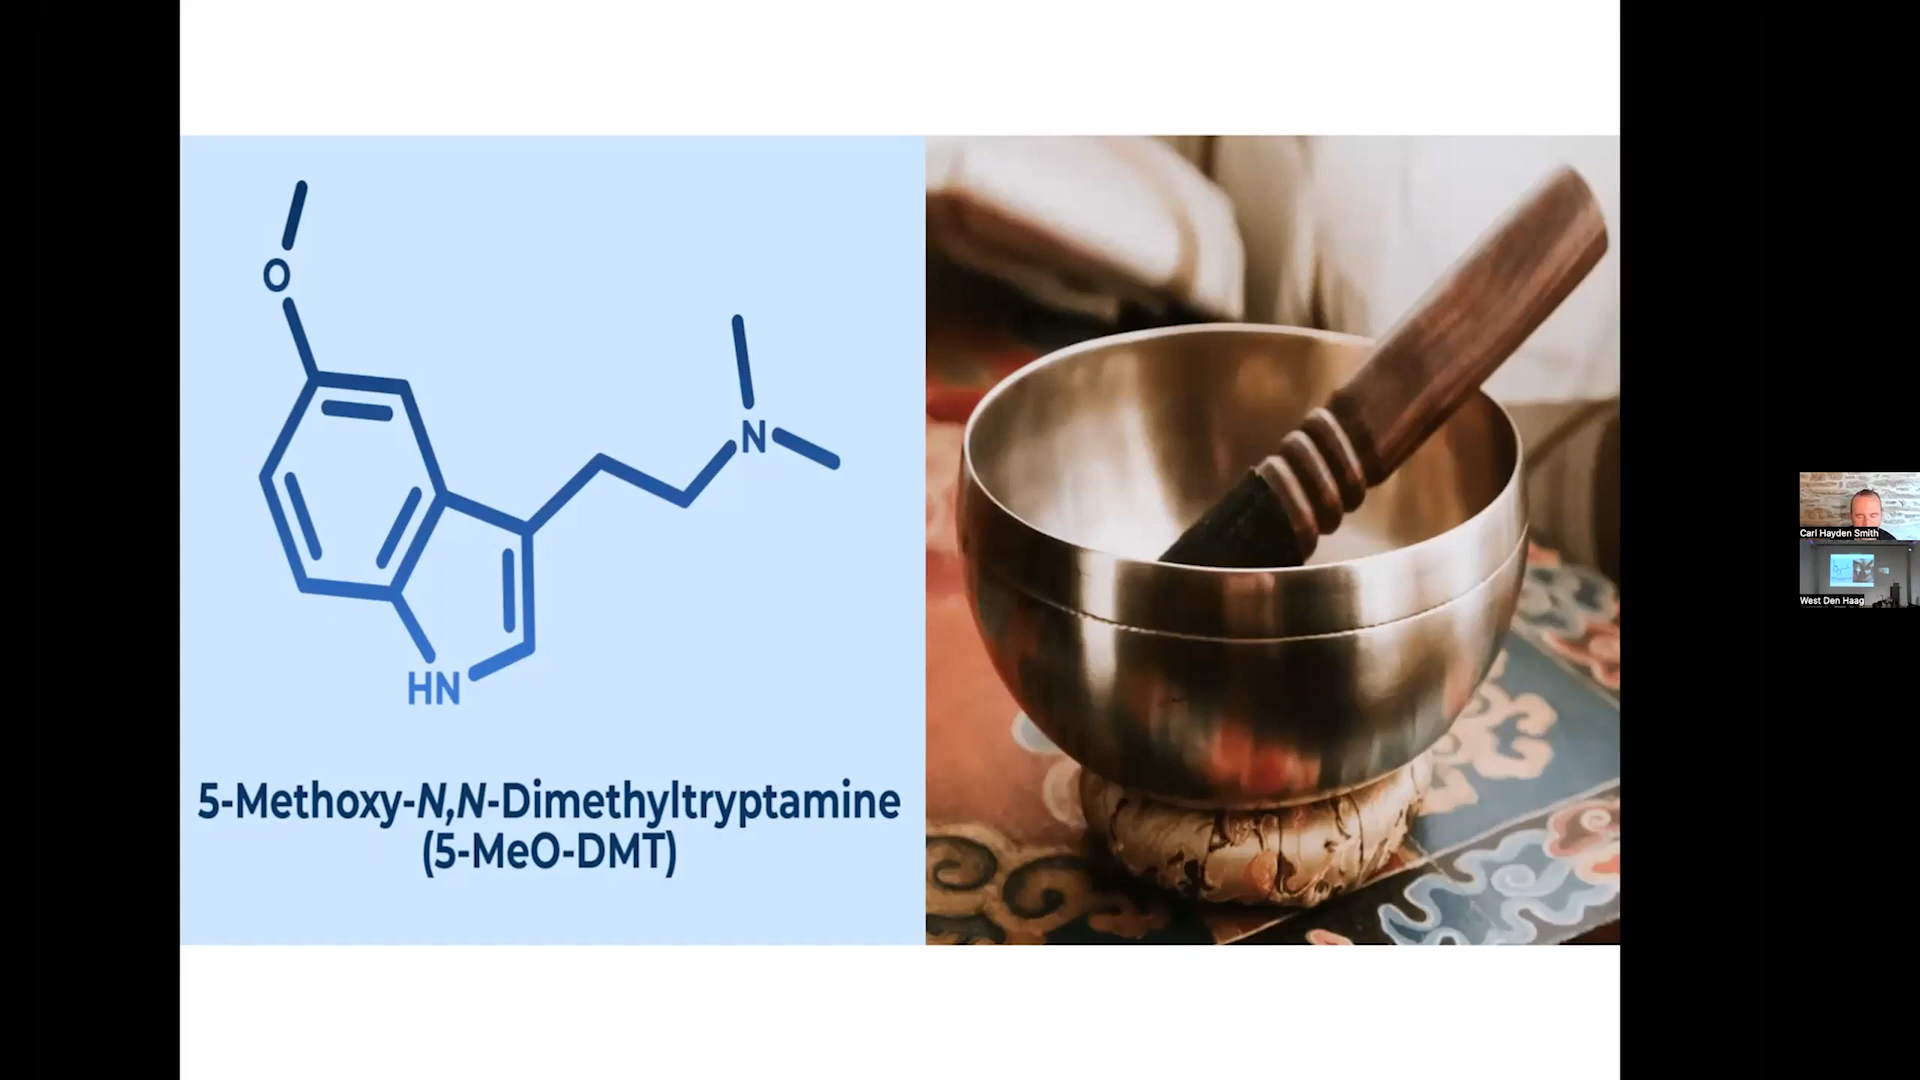 O
N
HN
5-Methoxy-N,N-Dimethyltryptamine
(5-MeO-DMT)
Carl Hayden Smith
West Den Haag